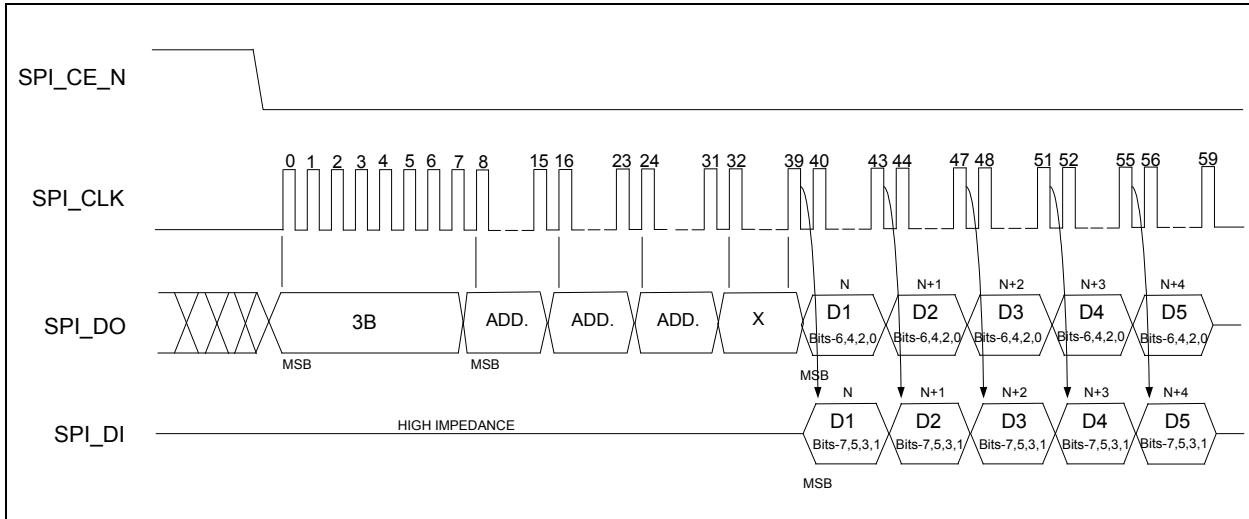 SPI_CE_N
0 1 2 3 4 5 6 7 8 15 16 23 24 31 32 39 40 43 44 47 48 51 52 55 56 59
SPI_CLK
N N+1 N+2 N+3 N+4
SPI_DO 3B ADD. ADD. ADD. X D1 D2 D3 D4 D5
Bits-6,4,2,0 Bits-6,4,2,0 Bits-6,4,2,0 Bits-6,4,2,0 Bits-6,4,2,0
MSB MSB MSB
N N+1 N+2 N+3 N+4
SPI_DI HIGH IMPEDANCE D1 D2 D3 D4 D5
Bits-7,5,3,1 Bits-7,5,3,1 Bits-7,5,3,1 Bits-7,5,3,1 Bits-7,5,3,1
MSB